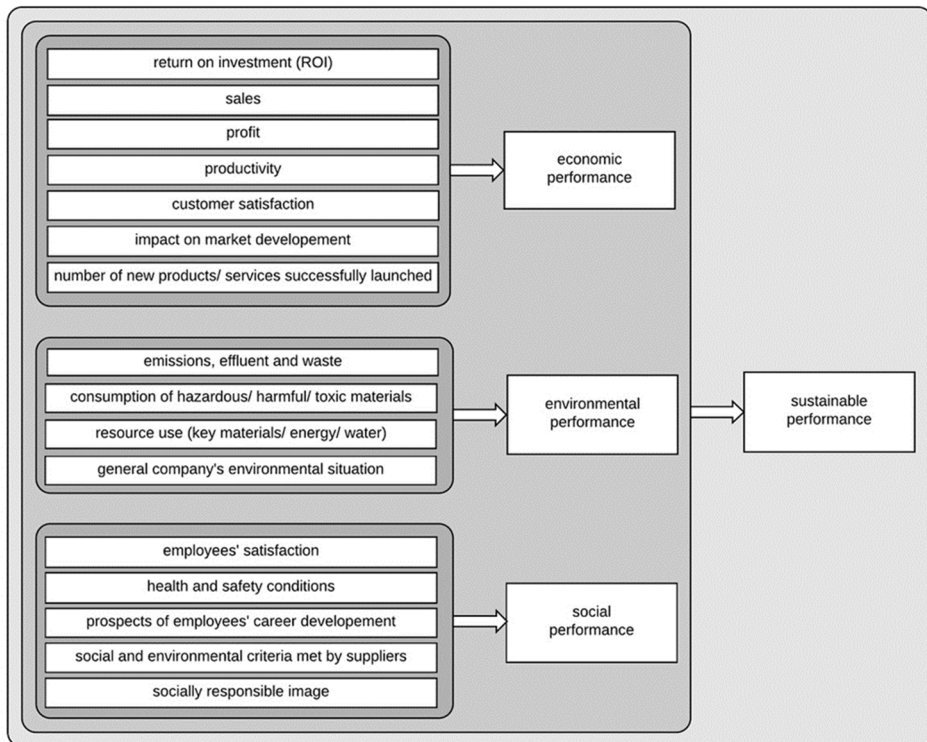 return on investment (ROI)
sales
profit
productivity
customer satisfaction
impact on market developement
number of new products/ services successfully launched
economic
performance
emissions, effluent and waste
consumption of hazardous/ harmful/ toxic materials
resource use (key materials/ energy/ water)
general company's environmental situation
environmental
performance
sustainable
performance
employees' satisfaction
health and safety conditions
prospects of employees' career developement
social and environmental criteria met by suppliers
socially responsible image
social
performance